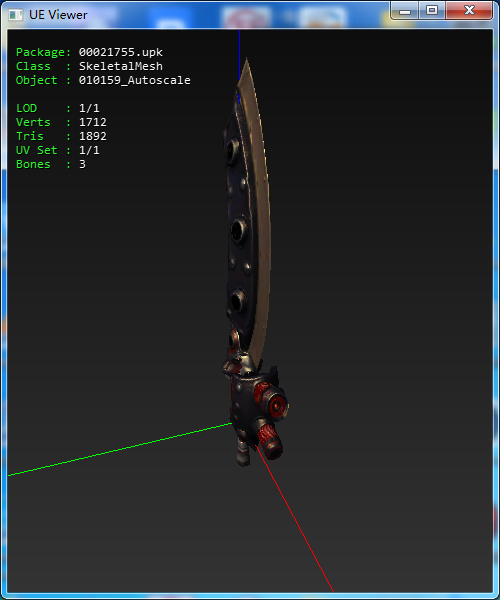 UE Viewer
Package: 00021755.upk
Class : SkeletalMesh
Object : 010159_Autoscale
LOD : 1/1
Verts : 1712
Tris : 1892
UV Set : 1/1
Bones : 3